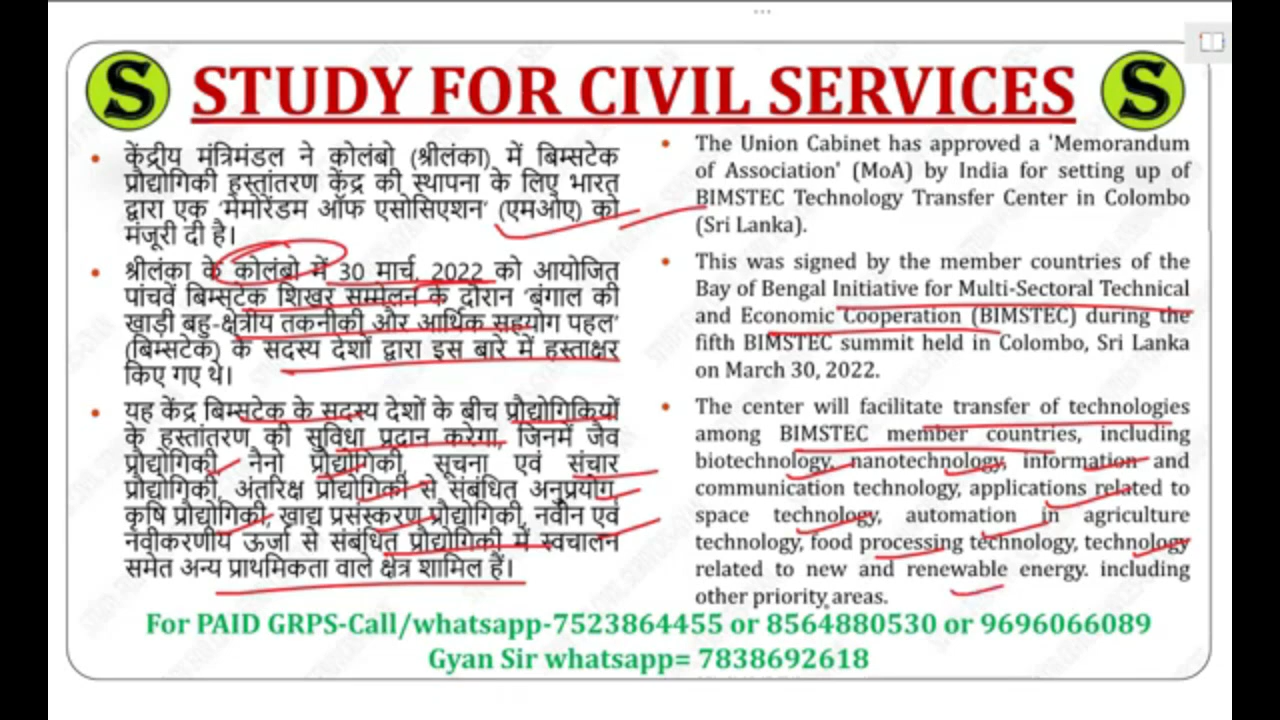 S STUDY FOR CIVIL SERVICES S
• केंद्रीय मंत्रिमंडल ने कोलंबो (श्रीलंका) में बिम्सटेक
प्रौद्योगिकी हस्तांतरण केंद्र की स्थापना के लिए भारत
द्वारा एक 'मेमोरेंडम ऑफ एसोसिएशन' (एमओए) को
मंजूरी दी है।
• श्रीलंका के कोलंबो में 30 मार्च, 2022 को आयोजित
पांचवें बिम्सटेक शिखर सम्मेलन के दौरान 'बंगाल की
खाड़ी बहु-क्षेत्रीय तकनीकी और आर्थिक सहयोग पहल'
(बिम्सटेक) के सदस्य देशों द्वारा इस बारे में हस्ताक्षर
किए गए थे।
• यह केंद्र बिम्सटेक के सदस्य देशों के बीच प्रौद्योगिकियों
के हस्तांतरण की सुविधा प्रदान करेगा, जिनमें जैव
प्रौद्योगिकी, नैनो प्रौद्योगिकी, सूचना एवं संचार
प्रौद्योगिकी, अंतरिक्ष प्रौद्योगिकी से संबंधित अनुप्रयोग,
कृषि प्रौद्योगिकी, खाद्य प्रसंस्करण प्रौद्योगिकी, नवीन एवं
नवीकरणीय ऊर्जा से संबंधित प्रौद्योगिकी में स्वचालन
समेत अन्य प्राथमिकता वाले क्षेत्र शामिल हैं।
• The Union Cabinet has approved a 'Memorandum
of Association' (MoA) by India for setting up of
BIMSTEC Technology Transfer Center in Colombo
(Sri Lanka).
• This was signed by the member countries of the
Bay of Bengal Initiative for Multi-Sectoral Technical
and Economic Cooperation (BIMSTEC) during the
fifth BIMSTEC summit held in Colombo, Sri Lanka
on March 30, 2022.
• The center will facilitate transfer of technologies
among BIMSTEC member countries, including
biotechnology, nanotechnology, information and
communication technology, applications related to
space technology, automation in agriculture
technology, food processing technology, technology
related to new and renewable energy. including
other priority areas.
For PAID GRPS-Call/whatsapp-7523864455 or 8564880530 or 9696066089
Gyan Sir whatsapp= 7838692618